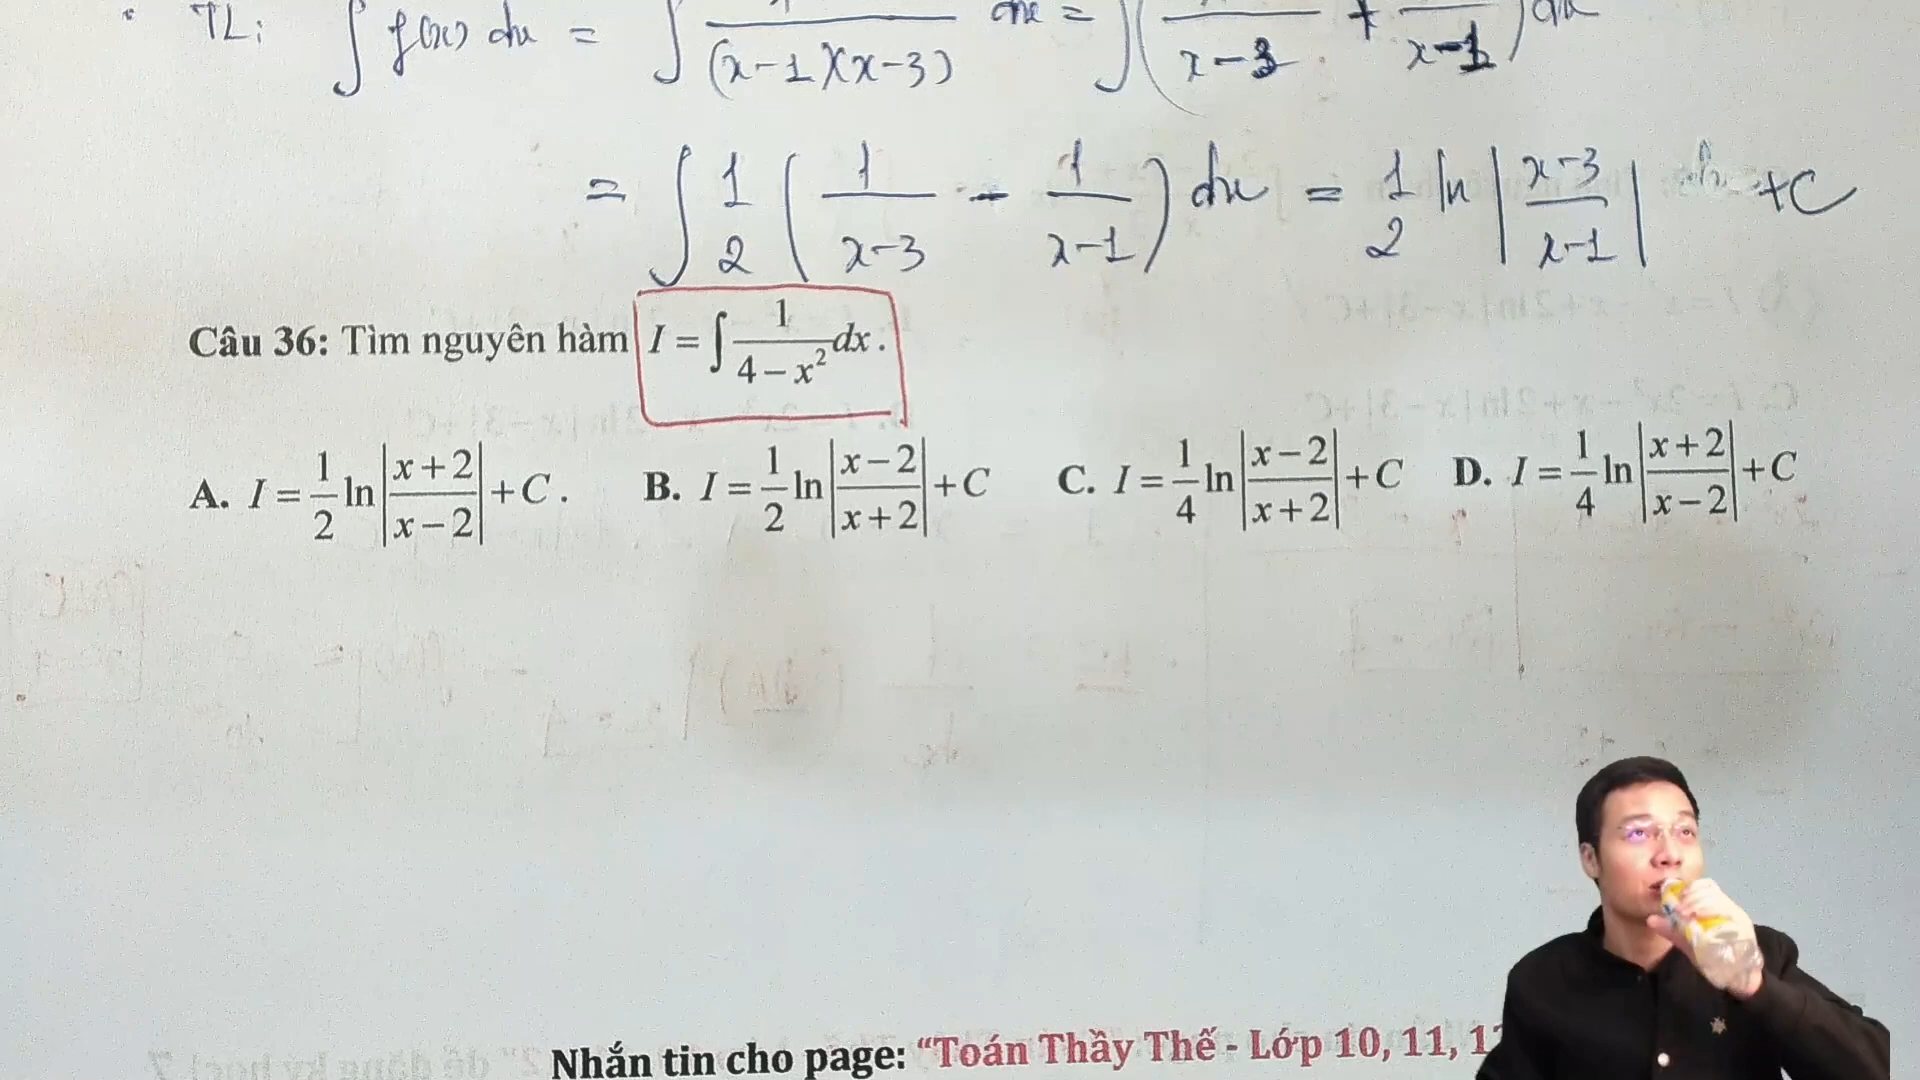 TL: ∫ f(x) dx = ∫ /((x-1)(x-3)) dx = ∫( /(x-3) + /(x-1) ) dx
= ∫ 1/2 ( 1/(x-3) - 1/(x-1) ) dx = 1/2 ln |(x-3)/(x-1)| + C
Câu 36: Tìm nguyên hàm I = ∫ 1/(4 - x²) dx.
A. I = 1/2 ln |(x+2)/(x-2)| + C. B. I = 1/2 ln |(x-2)/(x+2)| + C C. I = 1/4 ln |(x-2)/(x+2)| + C D. I = 1/4 ln |(x+2)/(x-2)| + C
Nhắn tin cho page: “Toán Thầy Thế - Lớp 10, 11, 1